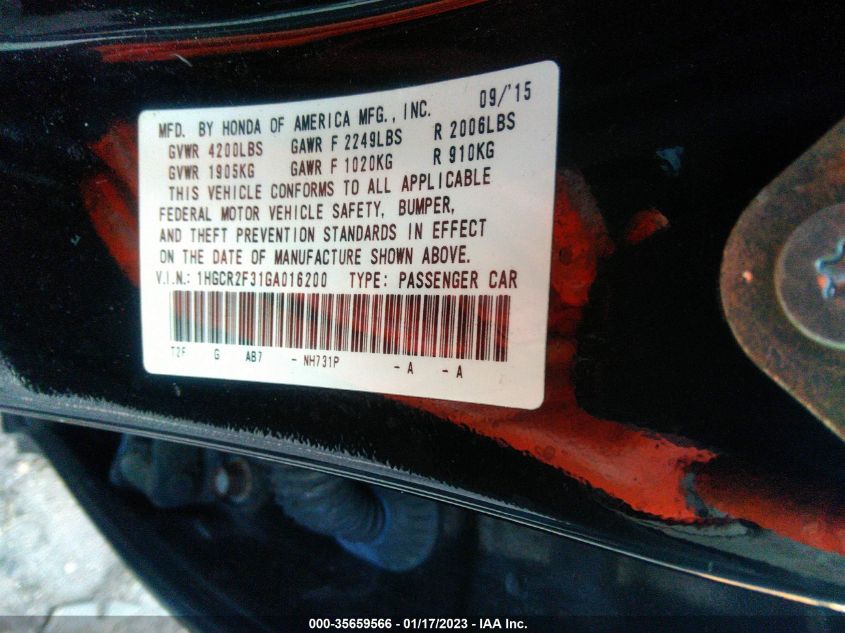 MFD. BY HONDA OF AMERICA MFG., INC. 09/'15
GVWR 4200LBS GAWR F 2249LBS R 2006LBS
GVWR 1905KG GAWR F 1020KG R 910KG
THIS VEHICLE CONFORMS TO ALL APPLICABLE
FEDERAL MOTOR VEHICLE SAFETY, BUMPER,
AND THEFT PREVENTION STANDARDS IN EFFECT
ON THE DATE OF MANUFACTURE SHOWN ABOVE.
V.I.N.: 1HGCR2F31GA016200 TYPE: PASSENGER CAR
T2F G AB7 - NH731P - A - A
000-35659566 - 01/17/2023 - IAA Inc.